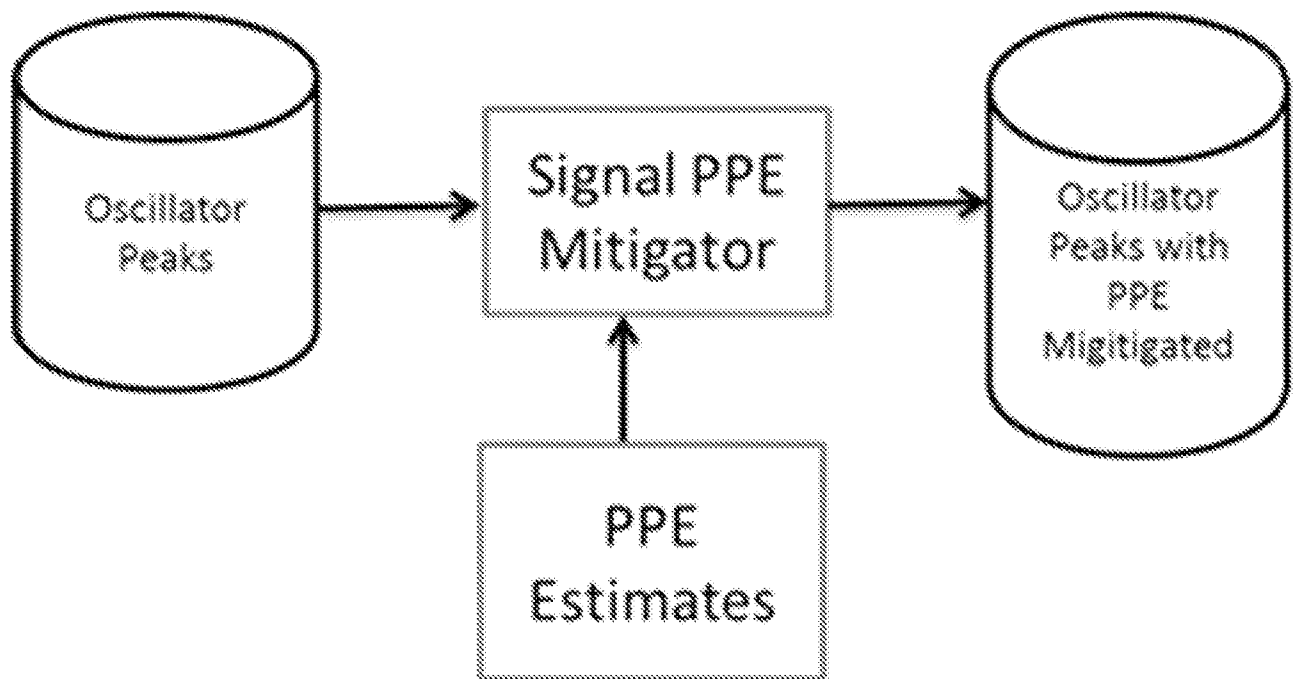 Oscillator
Peaks
Signal PPE
Mitigator
Oscillator
Peaks with
PPE
Migitigated
PPE
Estimates